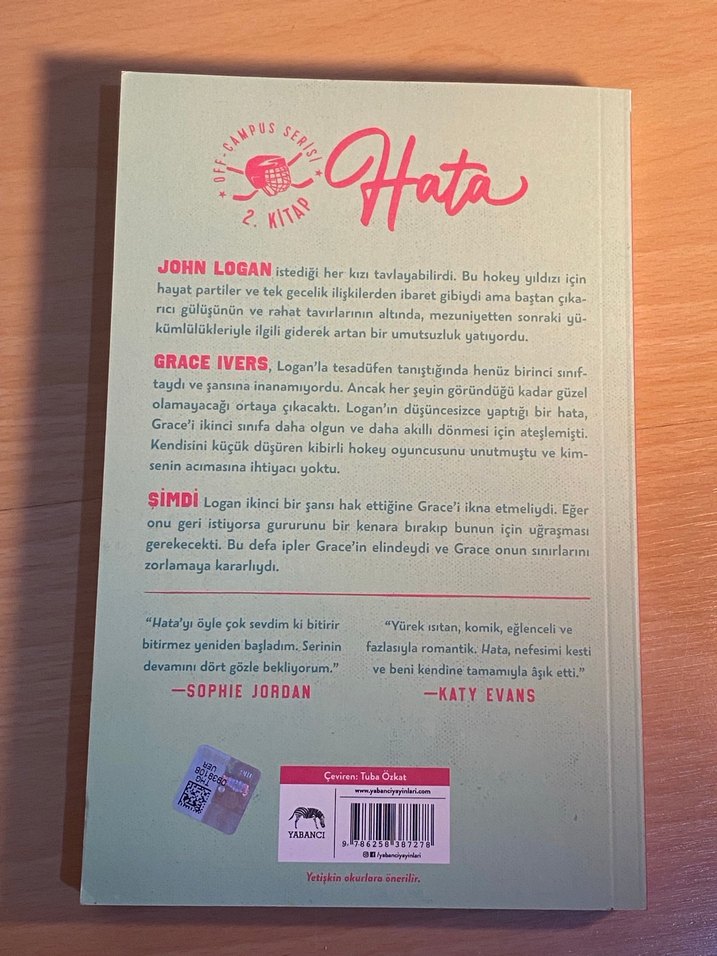 OFF-CAMPUS SERİSİ
2. KİTAP
Hata
JOHN LOGAN istediği her kızı tavlayabilirdi. Bu hokey yıldızı için
hayat partiler ve tek gecelik ilişkilerden ibaret gibiydi ama baştan çıka-
rıcı gülüşünün ve rahat tavırlarının altında, mezuniyetten sonraki yü-
kümlülükleriyle ilgili giderek artan bir umutsuzluk yatıyordu.
GRACE IVERS, Logan'la tesadüfen tanıştığında henüz birinci sınıf-
taydı ve şansına inanamıyordu. Ancak her şeyin göründüğü kadar güzel
olamayacağı ortaya çıkacaktı. Logan'ın düşüncesizce yaptığı bir hata,
Grace'i ikinci sınıfa daha olgun ve daha akıllı dönmesi için ateşlemişti.
Kendisini küçük düşüren kibirli hokey oyuncusunu unutmuştu ve kim-
senin acımasına ihtiyacı yoktu.
ŞİMDİ Logan ikinci bir şansı hak ettiğine Grace'i ikna etmeliydi. Eğer
onu geri istiyorsa gururunu bir kenara bırakıp bunun için uğraşması
gerekecekti. Bu defa ipler Grace'in elindeydi ve Grace onun sınırlarını
zorlamaya kararlıydı.
"Hata'yı öyle çok sevdim ki bitirir
bitirmez yeniden başladım. Serinin
devamını dört gözle bekliyorum."
—SOPHIE JORDAN
"Yürek ısıtan, komik, eğlenceli ve
fazlasıyla romantik. Hata, nefesimi kesti
ve beni kendine tamamıyla âşık etti."
—KATY EVANS
Çeviren: Tuba Özkat
www.yabanciyayinlari.com
YABANCI
9 786258 387278
/yabanciyayinlari
Yetişkin okurlara önerilir.